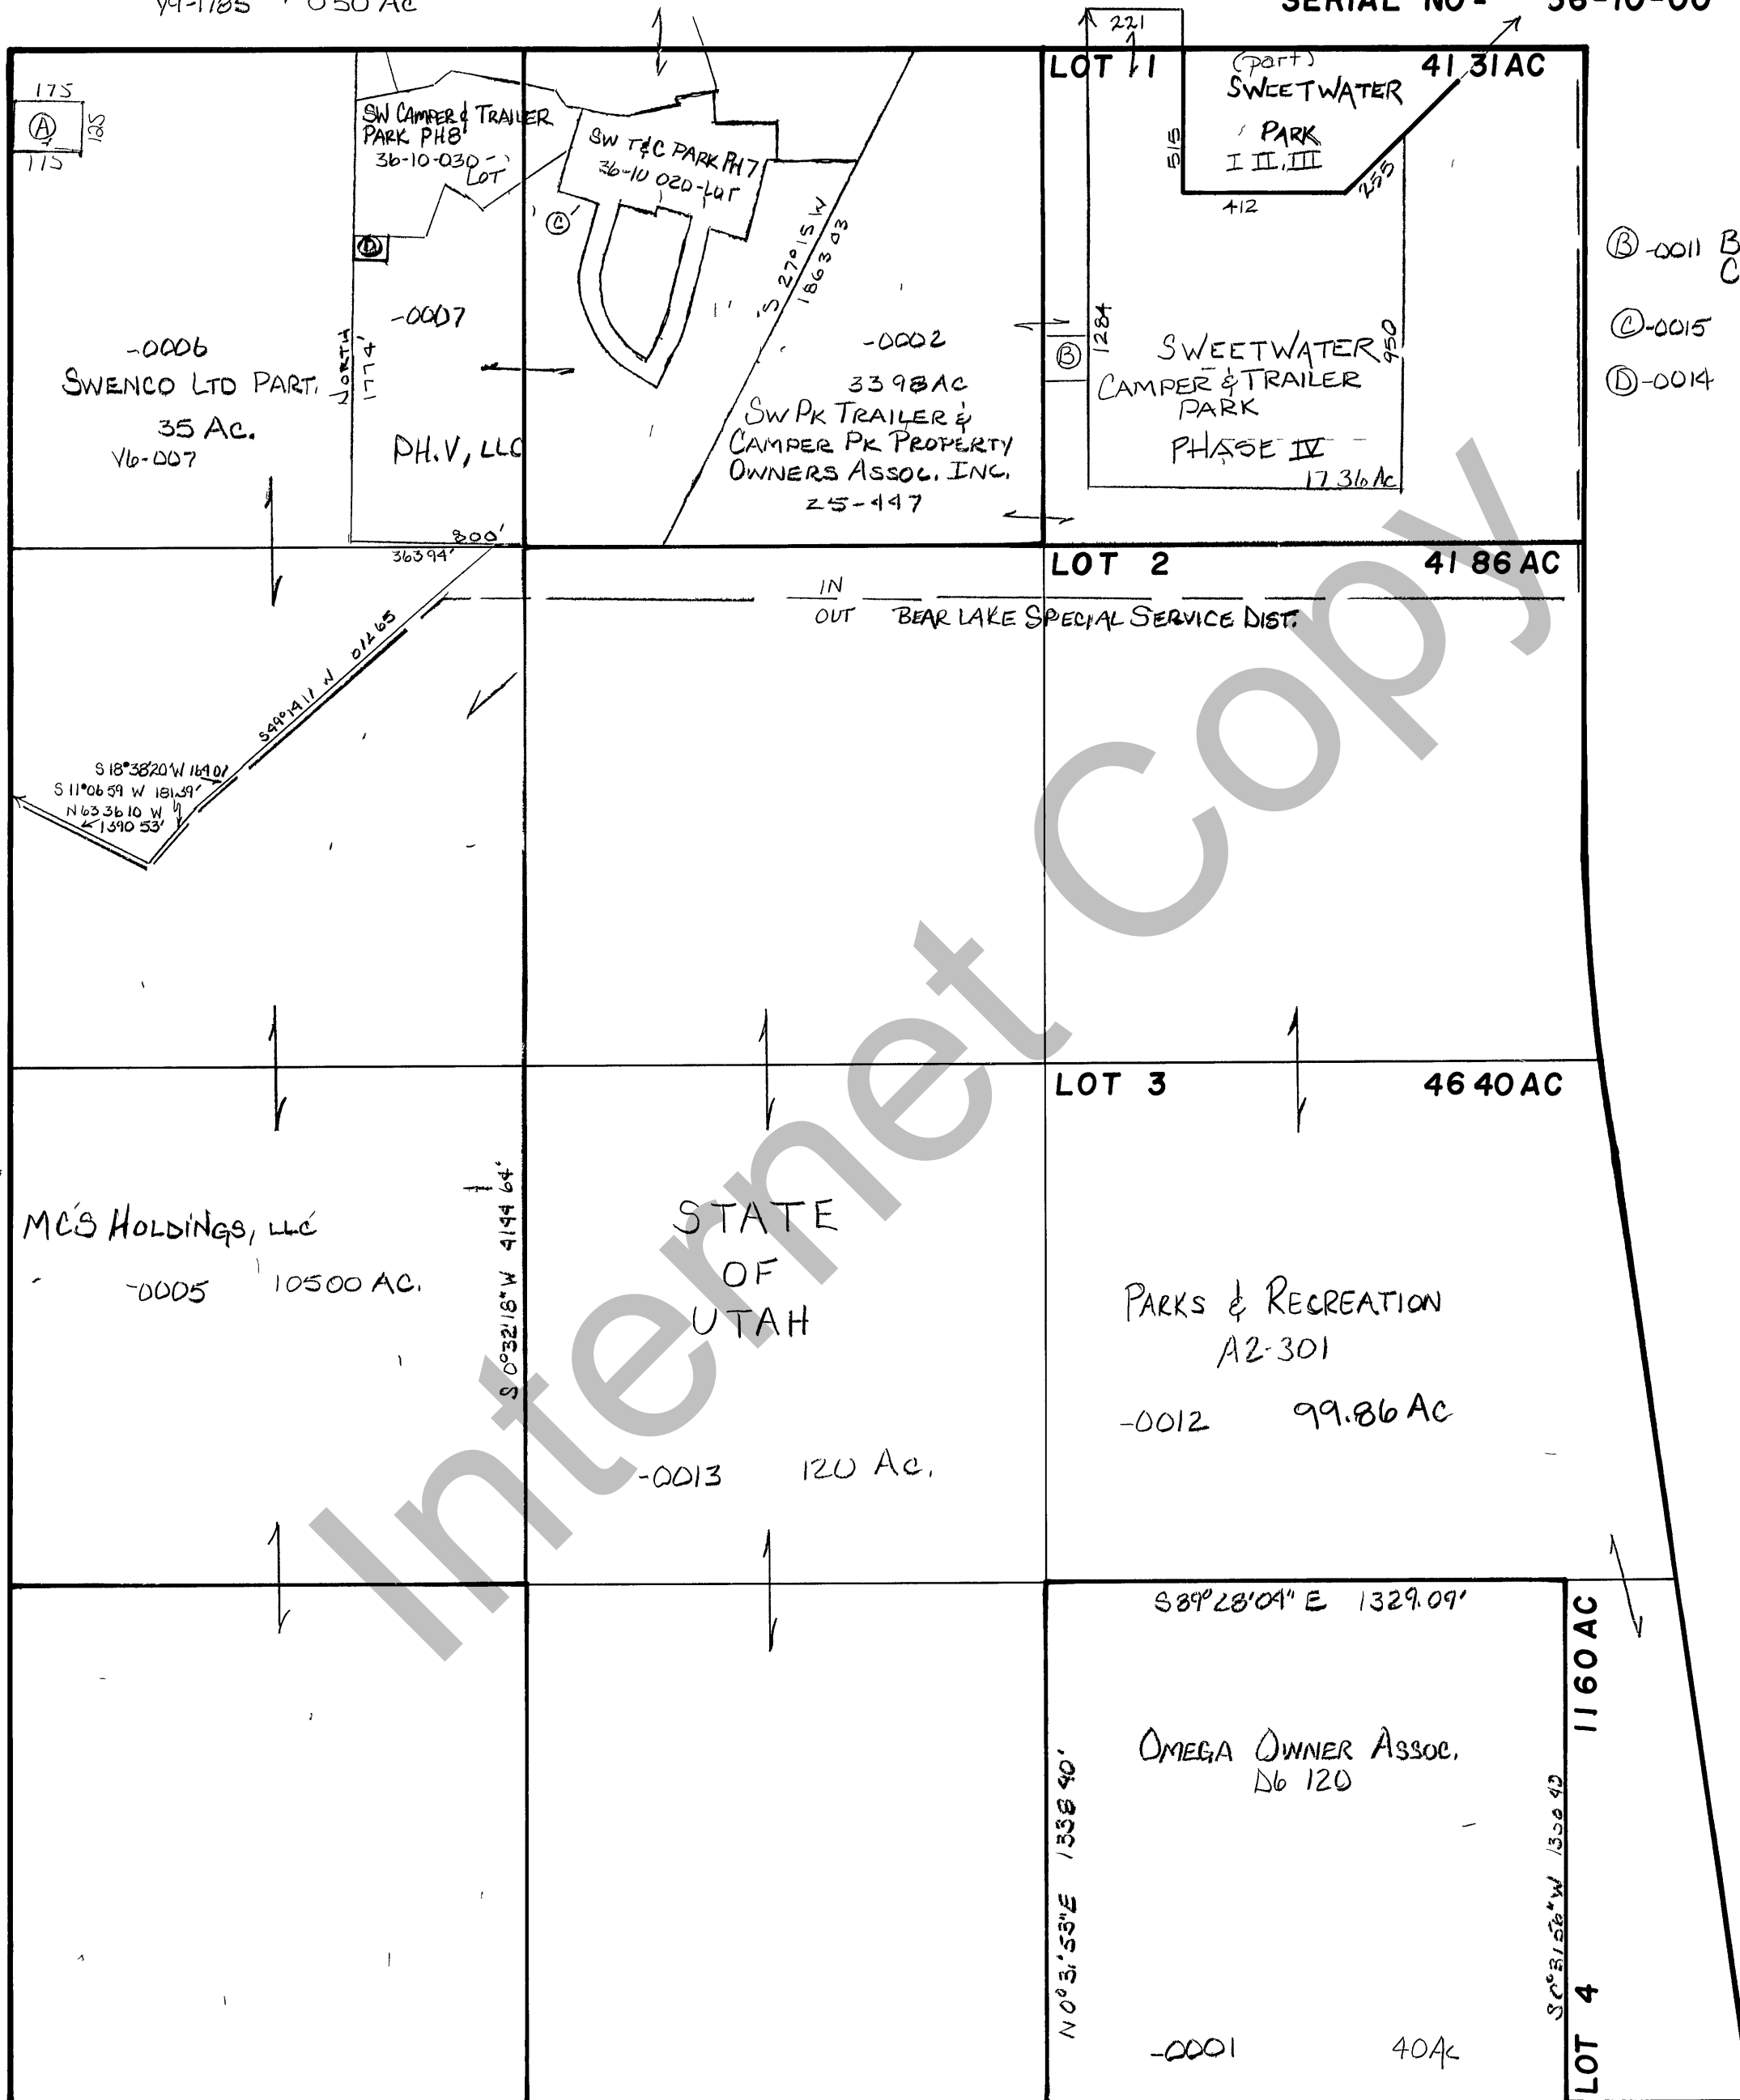 SERIAL NO - 36-10-00
221
LOT 1
41 31 AC
(part)
SWEETWATER
PARK
I II, III
515
412
255
175
A
125
175
SW CAMPER & TRAILER
PARK PH8
36-10-030-
LOT
SW T&C PARK PH 7
36-10 020-LOT
C
D
-0007
PH.V, LLC
NORTH
1774'
-0006
SWENCO LTD PART.
35 AC.
V6-007
800'
363 94'
S 27° 15 W
1863 03
-0002
33 98 AC
SW PK TRAILER &
CAMPER PK PROPERTY
OWNERS ASSOC. INC.
Z5-447
B
1284
950
SWEETWATER
CAMPER & TRAILER
PARK
PHASE IV
17 36 AC
B -0011 B
C
C -0015
D -0014
LOT 2
41 86 AC
IN
OUT BEAR LAKE SPECIAL SERVICE DIST.
S 18° 38 20 W 164 01
S 11° 06 59 W 181.39'
N 63 36 10 W
1390 53'
LOT 3
46 40 AC
MC'S HOLDINGS, LLC
-0005 105 00 AC.
S 0° 32' 18" W 4144 64'
STATE
OF
UTAH
-0013 120 AC.
PARKS & RECREATION
A2-301
-0012 99.86 AC
S 89° 28' 04" E 1329.09'
11 60 AC
OMEGA OWNER ASSOC.
D6 120
N 0° 31' 53" E 1338 40'
-0001 40 AC
LOT 4
Internet Copy